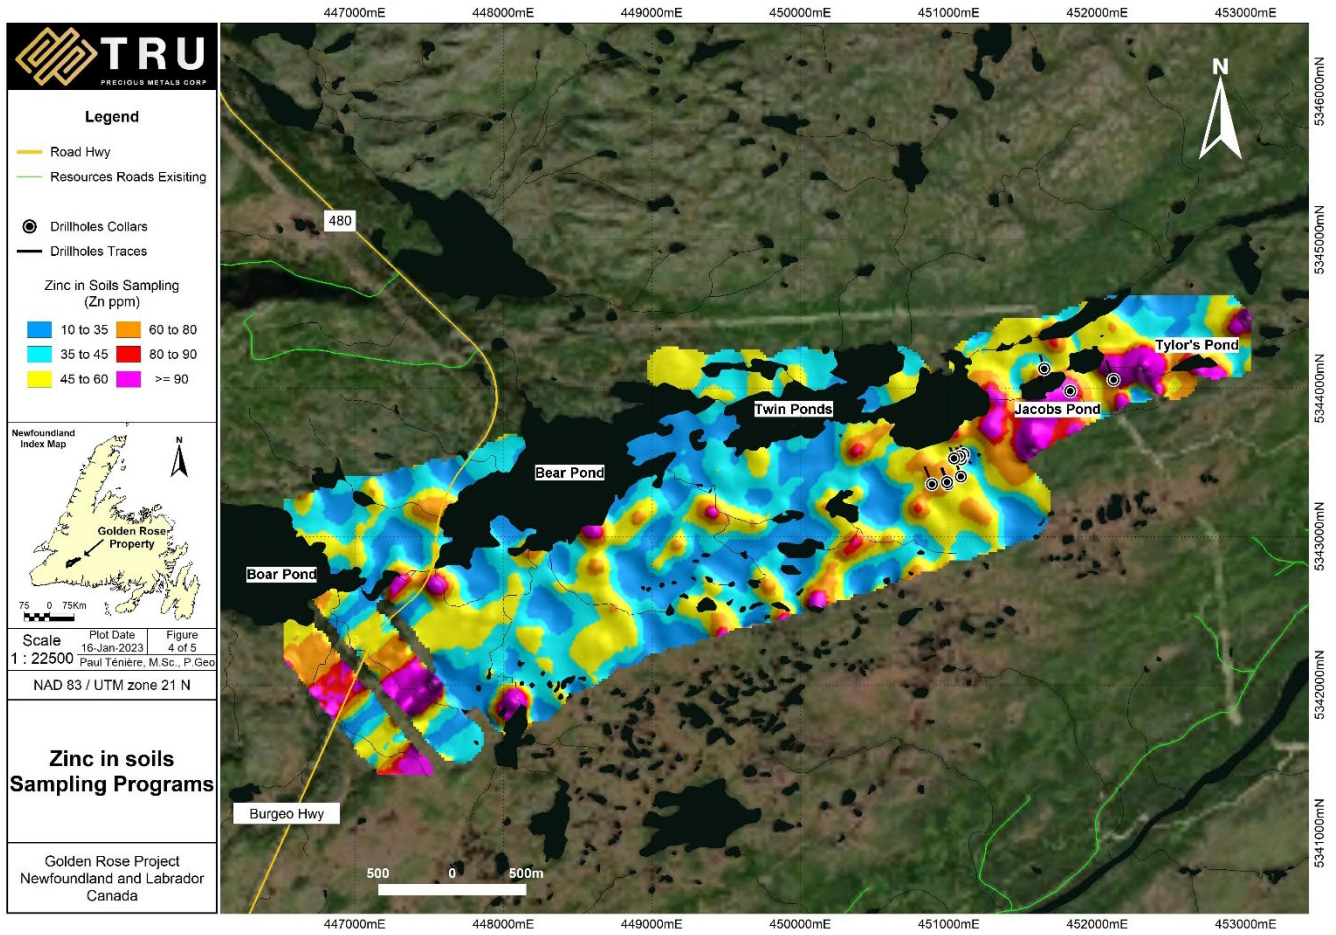 447000mE 448000mE 449000mE 450000mE 451000mE 452000mE 453000mE
TRU
PRECIOUS METALS CORP
Legend
Road Hwy
Resources Roads Exisiting
Drillholes Collars
Drillholes Traces
Zinc in Soils Sampling
(Zn ppm)
10 to 35 60 to 80
35 to 45 80 to 90
45 to 60 >= 90
Newfoundland
Index Map
N
Golden Rose
Property
75 0 75Km
Scale
1 : 22500
Plot Date
16-Jan-2023
Figure
4 of 5
Paul Ténière, M.Sc., P.Geo
NAD 83 / UTM zone 21 N
Zinc in soils
Sampling Programs
Golden Rose Project
Newfoundland and Labrador
Canada
N
480
Tylor's Pond
Twin Ponds
Jacobs Pond
Bear Pond
Boar Pond
Burgeo Hwy
500 0 500m
5346000mN
5345000mN
5344000mN
5343000mN
5342000mN
5341000mN
447000mE 448000mE 449000mE 450000mE 451000mE 452000mE 453000mE